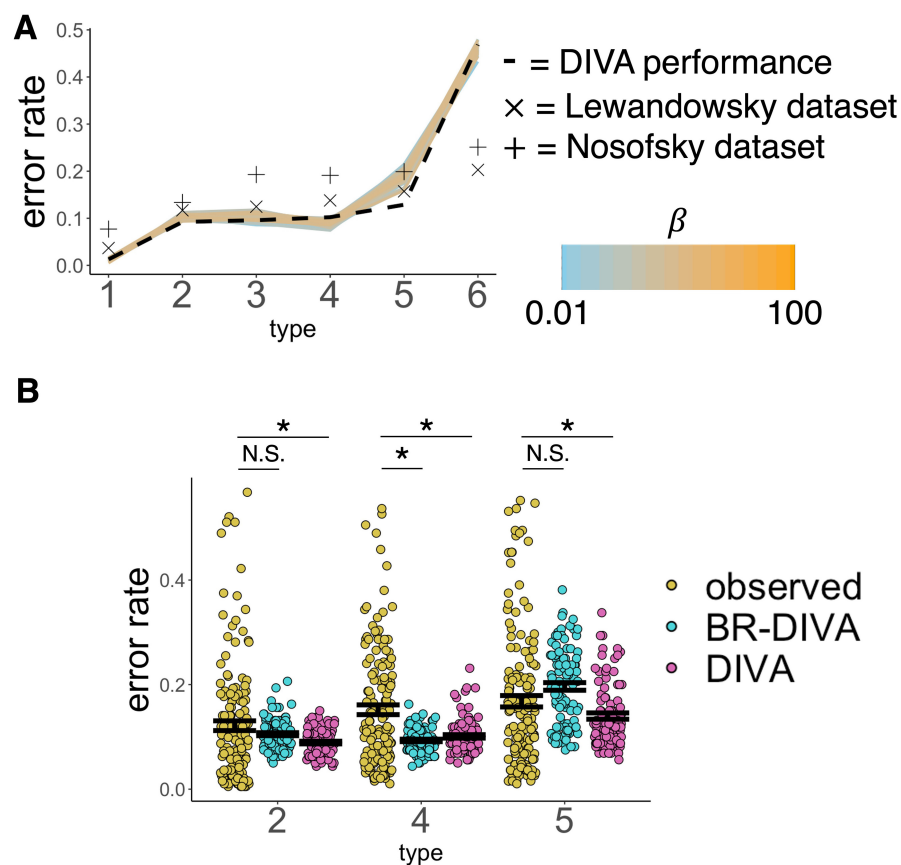 A
0.5
0.4
0.3
0.2
0.1
0.0
error rate
1 2 3 4 5 6
type
- = DIVA performance
× = Lewandowsky dataset
+ = Nosofsky dataset
β
0.01 100
B
* * *
N.S. * N.S.
0.4
0.2
0.0
error rate
2 4 5
type
observed
BR-DIVA
DIVA